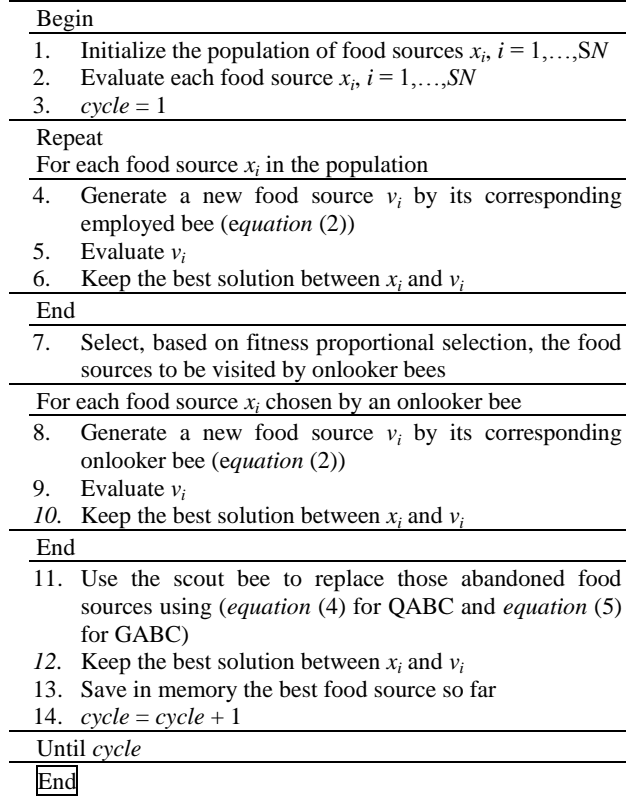 Begin
1. Initialize the population of food sources xi, i = 1,…,SN
2. Evaluate each food source xi, i = 1,…,SN
3. cycle = 1
Repeat
For each food source xi in the population
4. Generate a new food source vi by its corresponding
employed bee (equation (2))
5. Evaluate vi
6. Keep the best solution between xi and vi
End
7. Select, based on fitness proportional selection, the food
sources to be visited by onlooker bees
For each food source xi chosen by an onlooker bee
8. Generate a new food source vi by its corresponding
onlooker bee (equation (2))
9. Evaluate vi
10. Keep the best solution between xi and vi
End
11. Use the scout bee to replace those abandoned food
sources using (equation (4) for QABC and equation (5)
for GABC)
12. Keep the best solution between xi and vi
13. Save in memory the best food source so far
14. cycle = cycle + 1
Until cycle
End